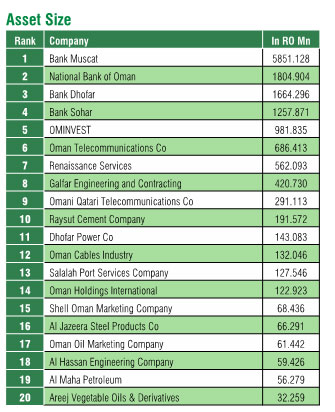 Asset Size
Rank Company In RO Mn
1 Bank Muscat 5851.128
2 National Bank of Oman 1804.904
3 Bank Dhofar 1664.296
4 Bank Sohar 1257.871
5 OMINVEST 981.835
6 Oman Telecommunications Co 686.413
7 Renaissance Services 562.093
8 Galfar Engineering and Contracting 420.730
9 Omani Qatari Telecommunications Co 291.113
10 Raysut Cement Company 191.572
11 Dhofar Power Co 143.083
12 Oman Cables Industry 132.046
13 Salalah Port Services Company 127.546
14 Oman Holdings International 122.923
15 Shell Oman Marketing Company 68.436
16 Al Jazeera Steel Products Co 66.291
17 Oman Oil Marketing Company 61.442
18 Al Hassan Engineering Company 59.426
19 Al Maha Petroleum 56.279
20 Areej Vegetable Oils & Derivatives 32.259